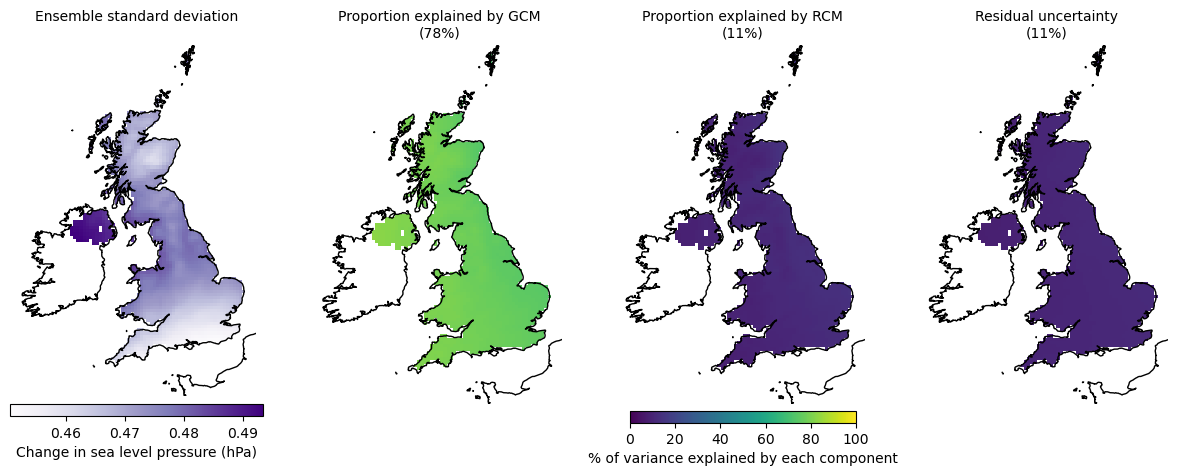 Ensemble standard deviation
Proportion explained by GCM
(78%)
Proportion explained by RCM
(11%)
Residual uncertainty
(11%)
0.46 0.47 0.48 0.49
Change in sea level pressure (hPa)
0 20 40 60 80 100
% of variance explained by each component